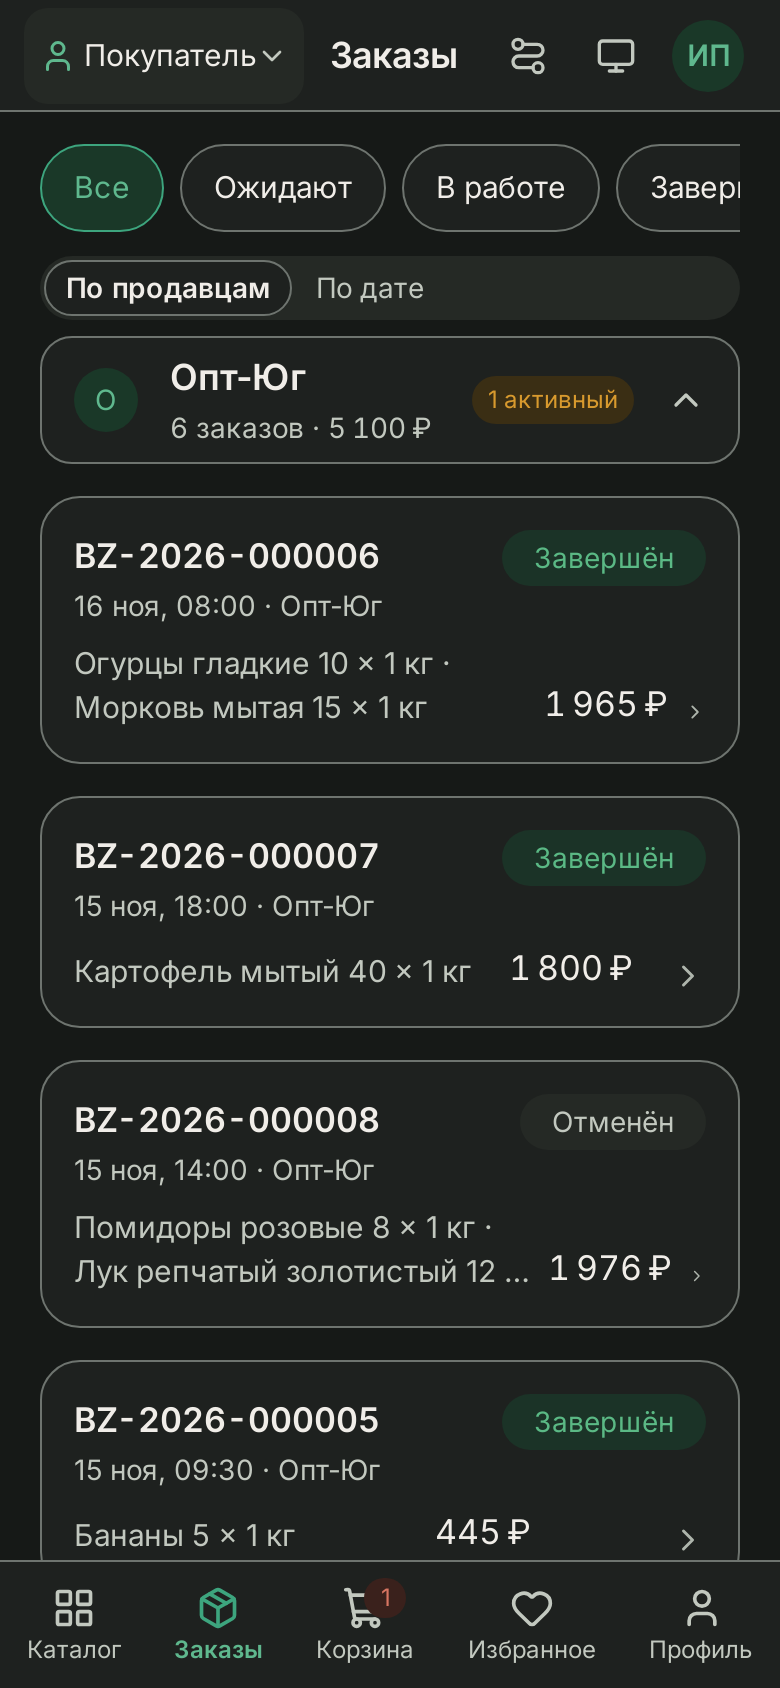 Покупатель
Заказы
ИП
Все
Ожидают
В работе
По продавцам
По дате
О
Опт-Юг
6 заказов · 5 100 ₽
1 активный
BZ-2026-000006
Завершён
16 ноя, 08:00 · Опт-Юг
Огурцы гладкие 10 × 1 кг ·
Морковь мытая 15 × 1 кг
1 965 ₽
BZ-2026-000007
Завершён
15 ноя, 18:00 · Опт-Юг
Картофель мытый 40 × 1 кг
1 800 ₽
BZ-2026-000008
Отменён
15 ноя, 14:00 · Опт-Юг
Помидоры розовые 8 × 1 кг ·
Лук репчатый золотистый 12 ...
1 976 ₽
BZ-2026-000005
Завершён
15 ноя, 09:30 · Опт-Юг
Бананы 5 × 1 кг
445 ₽
1
Каталог
Заказы
Корзина
Избранное
Профиль